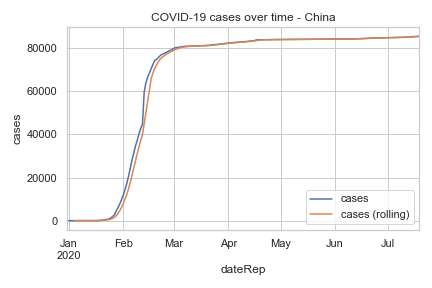 COVID-19 cases over time - China
80000
60000
40000
20000
0
cases
cases
cases (rolling)
Jan Feb Mar Apr May Jun Jul
2020
dateRep